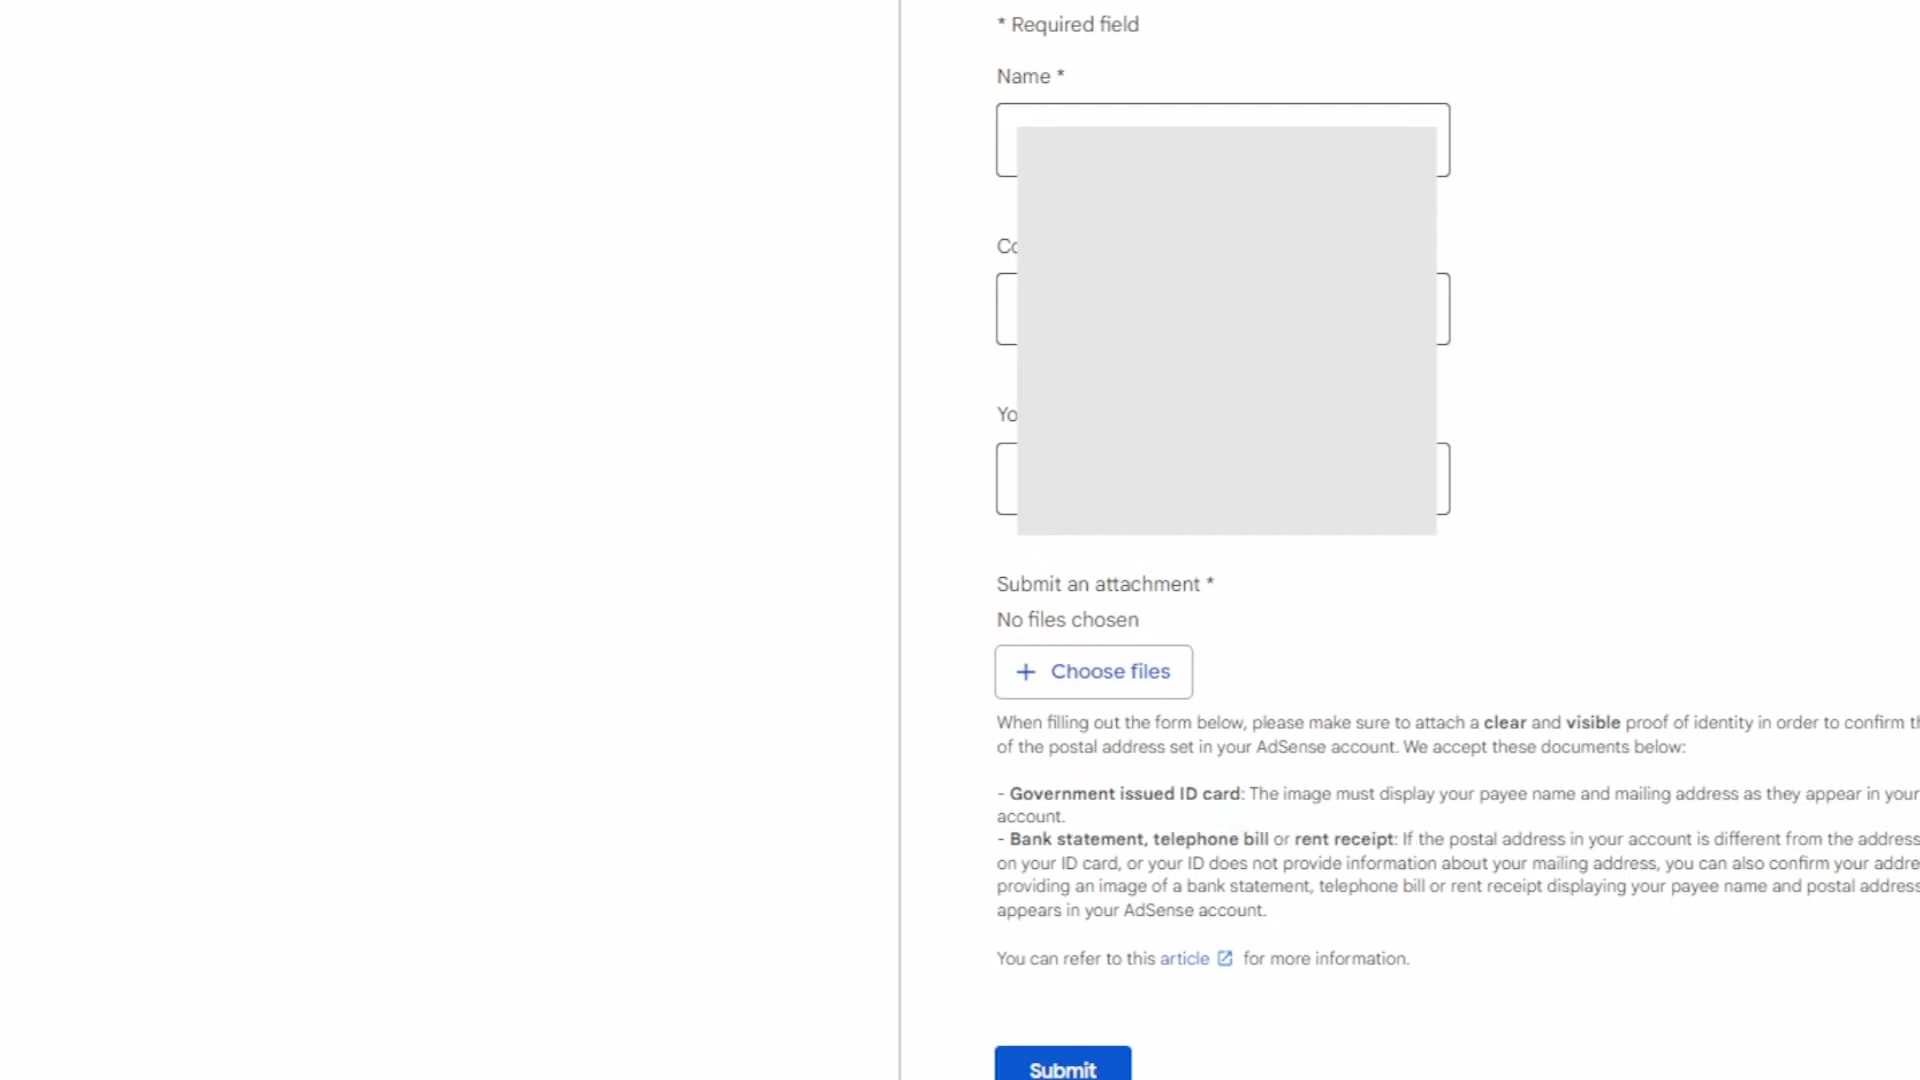 * Required field
Name *
Co
Yo
Submit an attachment *
No files chosen
+ Choose files
When filling out the form below, please make sure to attach a clear and visible proof of identity in order to confirm
of the postal address set in your AdSense account. We accept these documents below:
- Government issued ID card: The image must display your payee name and mailing address as they appear in your
account.
- Bank statement, telephone bill or rent receipt: If the postal address in your account is different from the address
on your ID card, or your ID does not provide information about your mailing address, you can also confirm your
providing an image of a bank statement, telephone bill or rent receipt displaying your payee name and postal address
appears in your AdSense account.
You can refer to this article for more information.
Submit